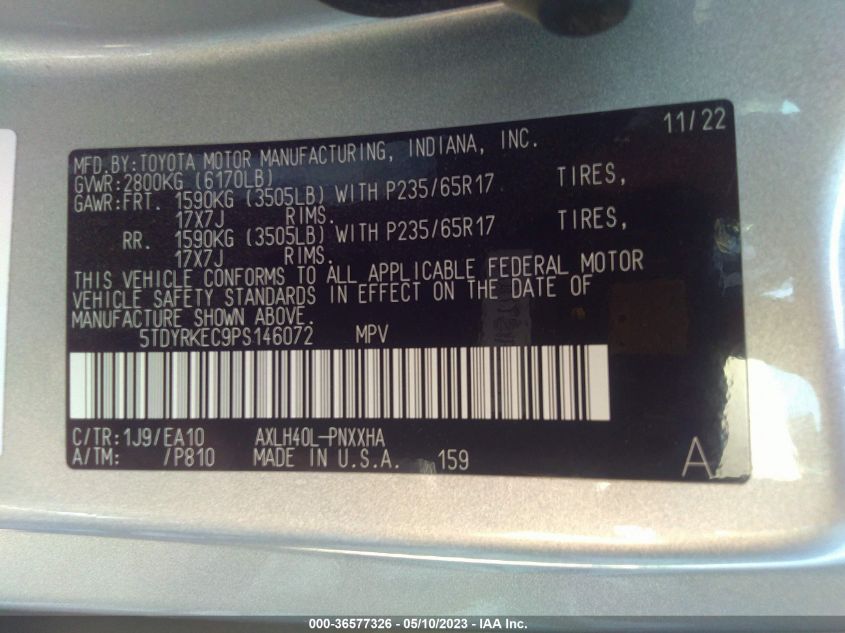 11/22
MFD.BY:TOYOTA MOTOR MANUFACTURING, INDIANA, INC.
GVWR:2800KG (6170LB)
GAWR:FRT. 1590KG (3505LB) WITH P235/65R17 TIRES,
17X7J RIMS.
RR. 1590KG (3505LB) WITH P235/65R17 TIRES,
17X7J RIMS.
THIS VEHICLE CONFORMS TO ALL APPLICABLE FEDERAL MOTOR
VEHICLE SAFETY STANDARDS IN EFFECT ON THE DATE OF
MANUFACTURE SHOWN ABOVE.
5TDYRKEC9PS146072 MPV
C/TR:1J9/EA10 AXLH40L-PNXXHA
A/TM: /P810 MADE IN U.S.A. 159
A
000-36577326 - 05/10/2023 - IAA Inc.